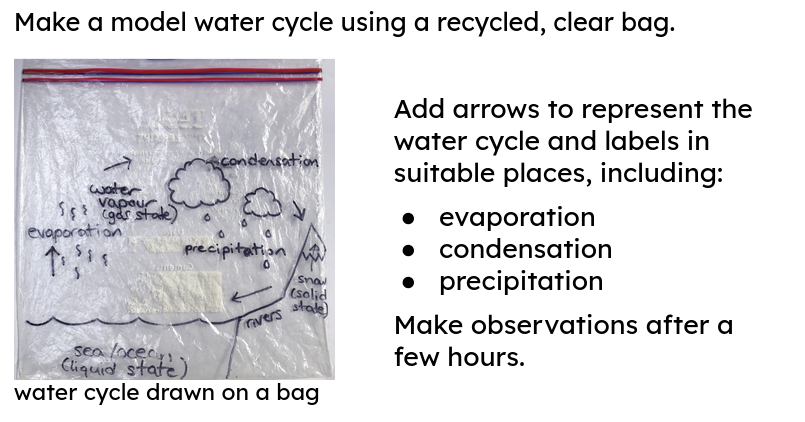 Make a model water cycle using a recycled, clear bag.
condensation
water
vapour
(gas state)
evaporation
precipitation
snow
(solid
state)
rivers
sea/ocean
(liquid state)
water cycle drawn on a bag
Add arrows to represent the
water cycle and labels in
suitable places, including:
● evaporation
● condensation
● precipitation
Make observations after a
few hours.